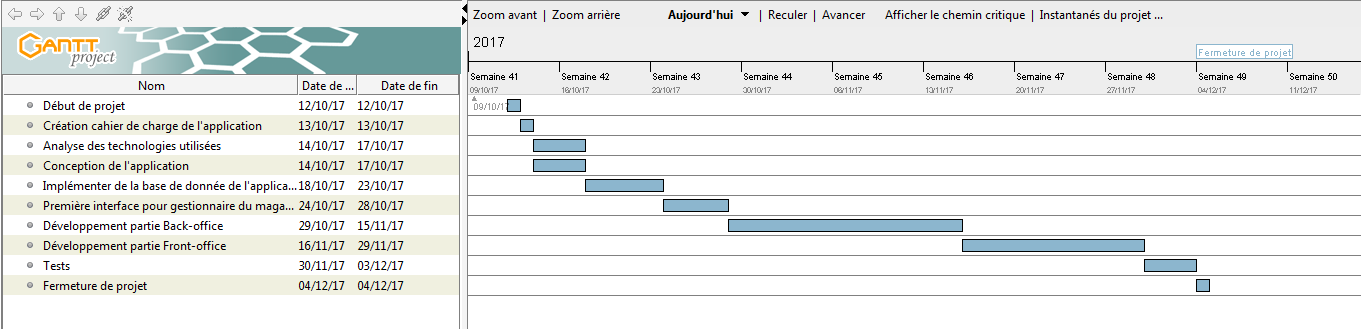 Zoom avant | Zoom arrière Aujourd'hui | Reculer | Avancer Afficher le chemin critique | Instantanés du projet ...
GANTT project
2017
Fermeture de projet
Nom Date de ... Date de fin
Semaine 41 Semaine 42 Semaine 43 Semaine 44 Semaine 45 Semaine 46 Semaine 47 Semaine 48 Semaine 49 Semaine 50
09/10/17 16/10/17 23/10/17 30/10/17 06/11/17 13/11/17 20/11/17 27/11/17 04/12/17 11/12/17
Début de projet 12/10/17 12/10/17
09/10/17
Création cahier de charge de l'application 13/10/17 13/10/17
Analyse des technologies utilisées 14/10/17 17/10/17
Conception de l'application 14/10/17 17/10/17
Implémenter de la base de donnée de l'applica... 18/10/17 23/10/17
Première interface pour gestionnaire du maga... 24/10/17 28/10/17
Développement partie Back-office 29/10/17 15/11/17
Développement partie Front-office 16/11/17 29/11/17
Tests 30/11/17 03/12/17
Fermeture de projet 04/12/17 04/12/17